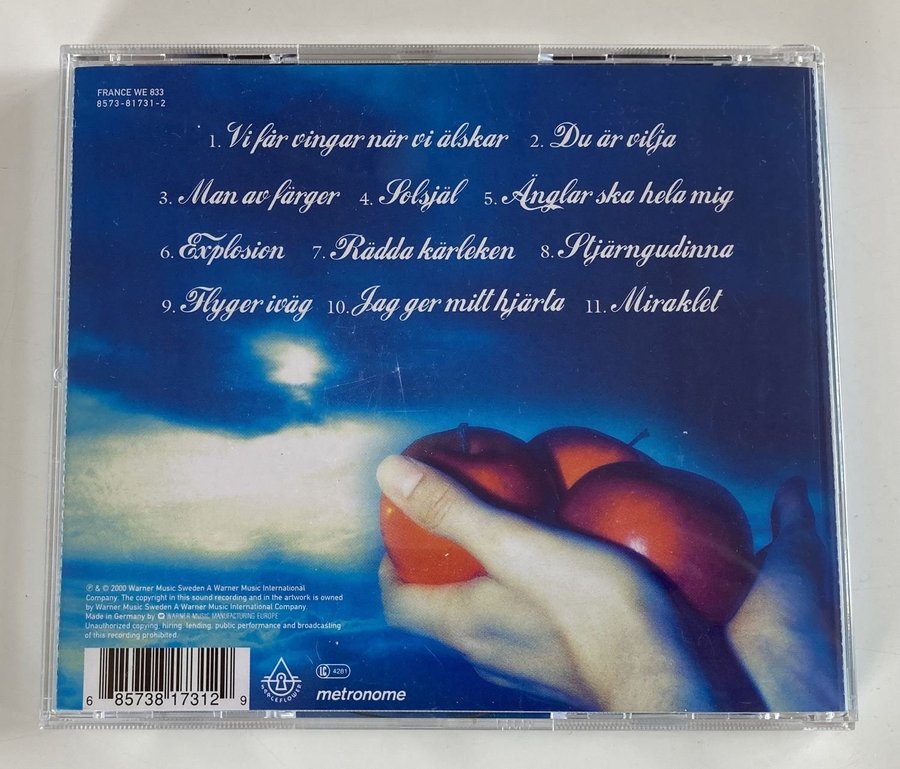 FRANCE WE 833
8573-81731-2
1. Vi får vingar när vi älskar 2. Du är vilja
3. Man av färger 4. Solsjäl 5. Änglar ska hela mig
6. Explosion 7. Rädda kärleken 8. Stjärngudinna
9. Flyger iväg 10. Jag ger mitt hjärta 11. Miraklet
℗ & © 2000 Warner Music Sweden A Warner Music International
Company. The copyright in this sound recording and in the artwork is owned
by Warner Music Sweden A Warner Music International Company.
Made in Germany by WARNER MUSIC MANUFACTURING EUROPE
Unauthorized copying, hiring, lending, public performance and broadcasting
of this recording prohibited.
6 85738 17312 9
LC 4281
metronome